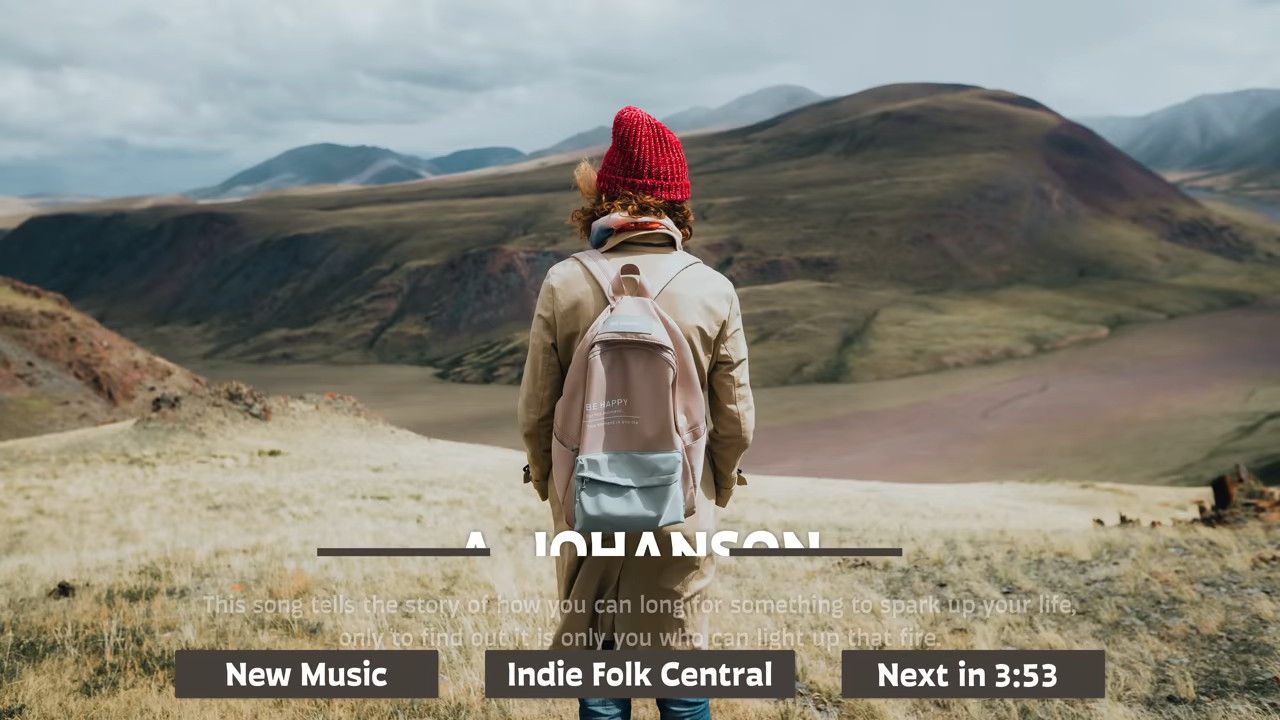 BE HAPPY
A. JOHANSON
This song tells the story of how you can long for something to spark up your life,
only to find out it is only you who can light up that fire.
New Music
Indie Folk Central
Next in 3:53